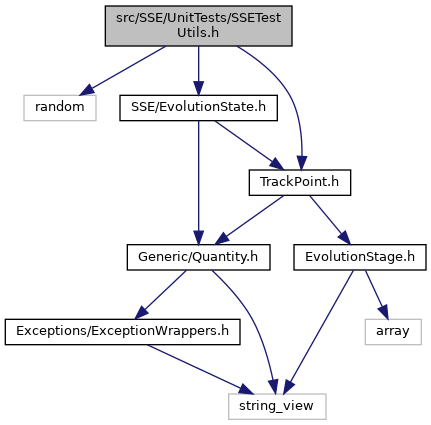 src/SSE/UnitTests/SSETest
Utils.h
random
SSE/EvolutionState.h
TrackPoint.h
Generic/Quantity.h
EvolutionStage.h
Exceptions/ExceptionWrappers.h
array
string_view